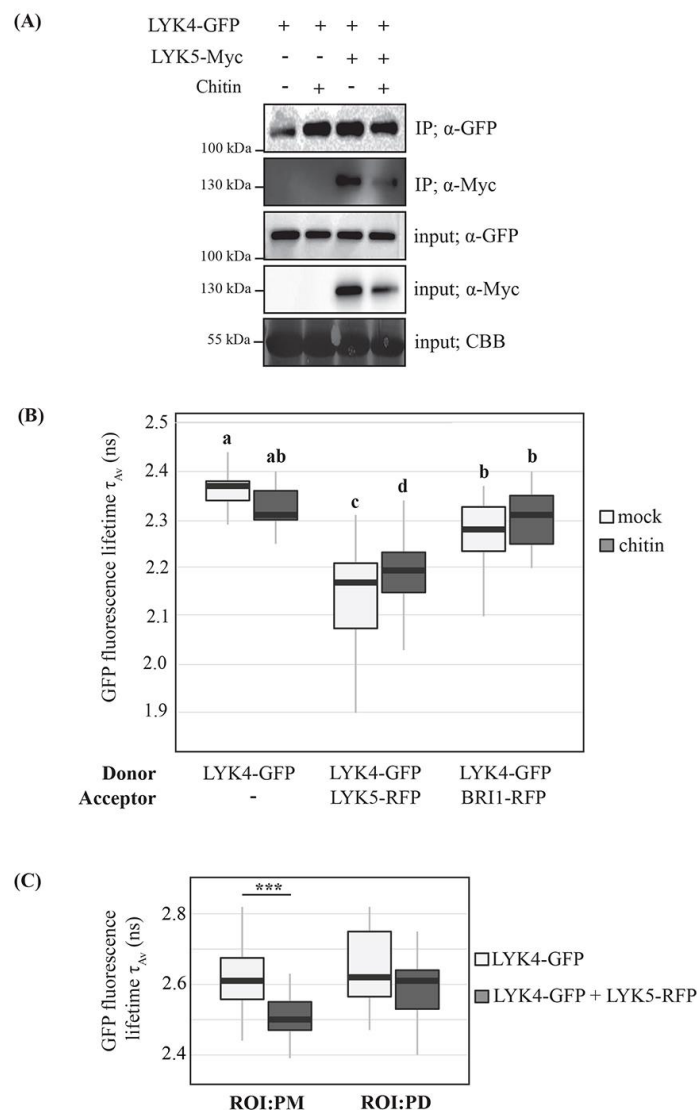 (A)
LYK4-GFP + + + +
LYK5-Myc - - + +
Chitin - + - +
IP; α-GFP
100 kDa
IP; α-Myc
130 kDa
input; α-GFP
100 kDa
input; α-Myc
130 kDa
input; CBB
55 kDa
(B)
GFP fluorescence lifetime τAv (ns)
2.5
2.4
2.3
2.2
2.1
2.0
1.9
a
ab
c
d
b
b
mock
chitin
Donor LYK4-GFP LYK4-GFP LYK4-GFP
Acceptor - LYK5-RFP BRI1-RFP
(C)
GFP fluorescence
lifetime τAv (ns)
2.8
2.6
2.4
***
LYK4-GFP
LYK4-GFP + LYK5-RFP
ROI:PM ROI:PD